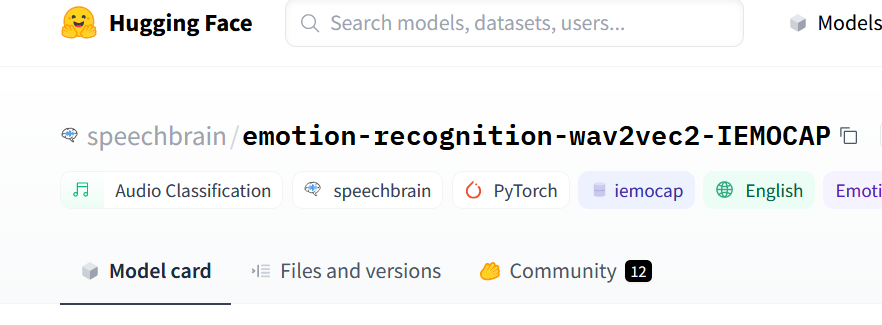 Hugging Face Search models, datasets, users... Models
speechbrain/emotion-recognition-wav2vec2-IEMOCAP
Audio Classification speechbrain PyTorch iemocap English Emoti
Model card Files and versions Community 12